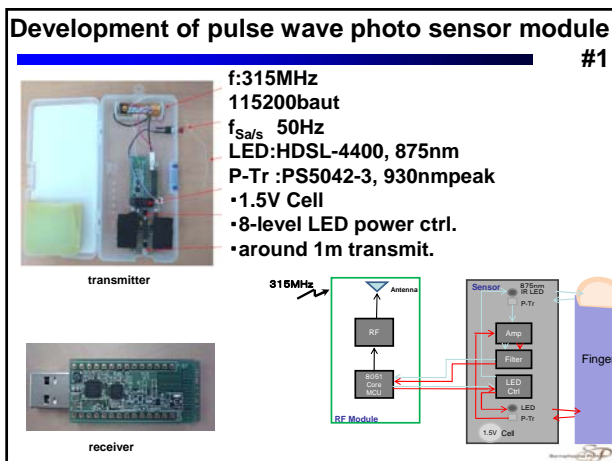 Development of pulse wave photo sensor module
#1
f:315MHz
115200baut
fSa/s 50Hz
LED:HDSL-4400, 875nm
P-Tr :PS5042-3, 930nmpeak
・1.5V Cell
・8-level LED power ctrl.
・around 1m transmit.
transmitter
receiver
315MHz
Antenna
RF
8051
Core
MCU
RF Module
Sensor
875nm
IR LED
P-Tr
Amp
Filter
LED
Ctrl
LED
P-Tr
1.5V Cell
Finger